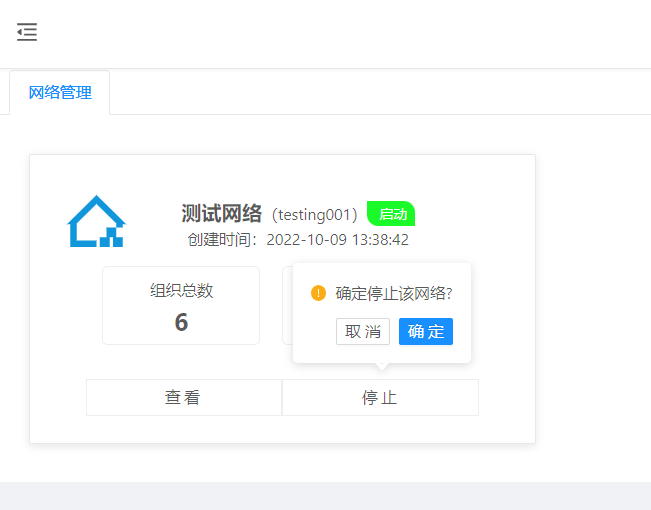 网络管理
测试网络（testing001） 启动
创建时间：2022-10-09 13:38:42
组织总数
6
确定停止该网络?
取 消 确 定
查看 停止